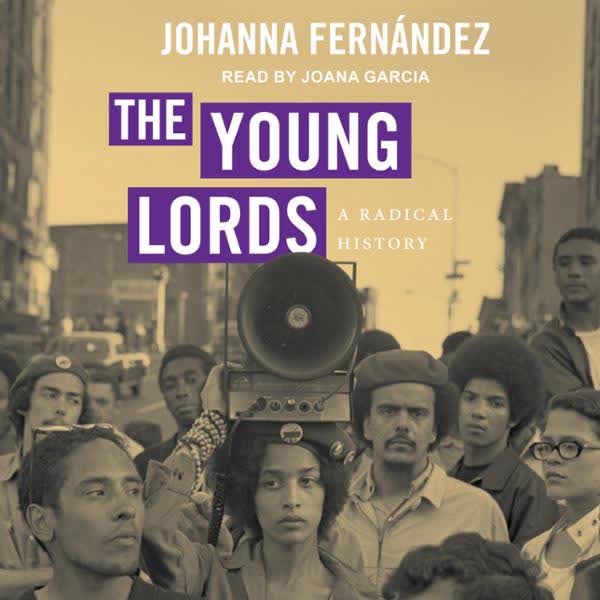 JOHANNA FERNÁNDEZ
READ BY JOANA GARCIA
THE
YOUNG
LORDS
A RADICAL
HISTORY